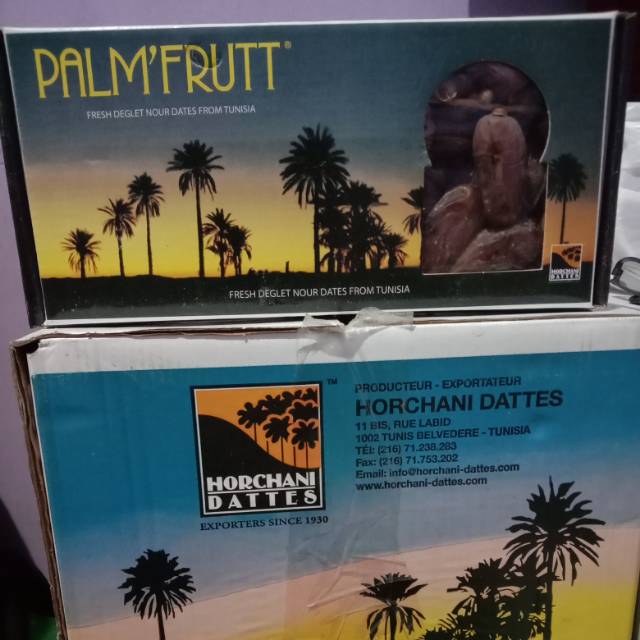 PALM'FRUTT®
FRESH DEGLET NOUR DATES FROM TUNISIA
HORCHANI
DATTES
FRESH DEGLET NOUR DATES FROM TUNISIA
HORCHANI
DATTES
TM
EXPORTERS SINCE 1930
PRODUCTEUR - EXPORTATEUR
HORCHANI DATTES
11 BIS, RUE LABID
1002 TUNIS BELVEDERE - TUNISIA
TÉL: (216) 71.238.283
Fax: (216) 71.753.202
Email: info@horchani-dattes.com
www.horchani-dattes.com